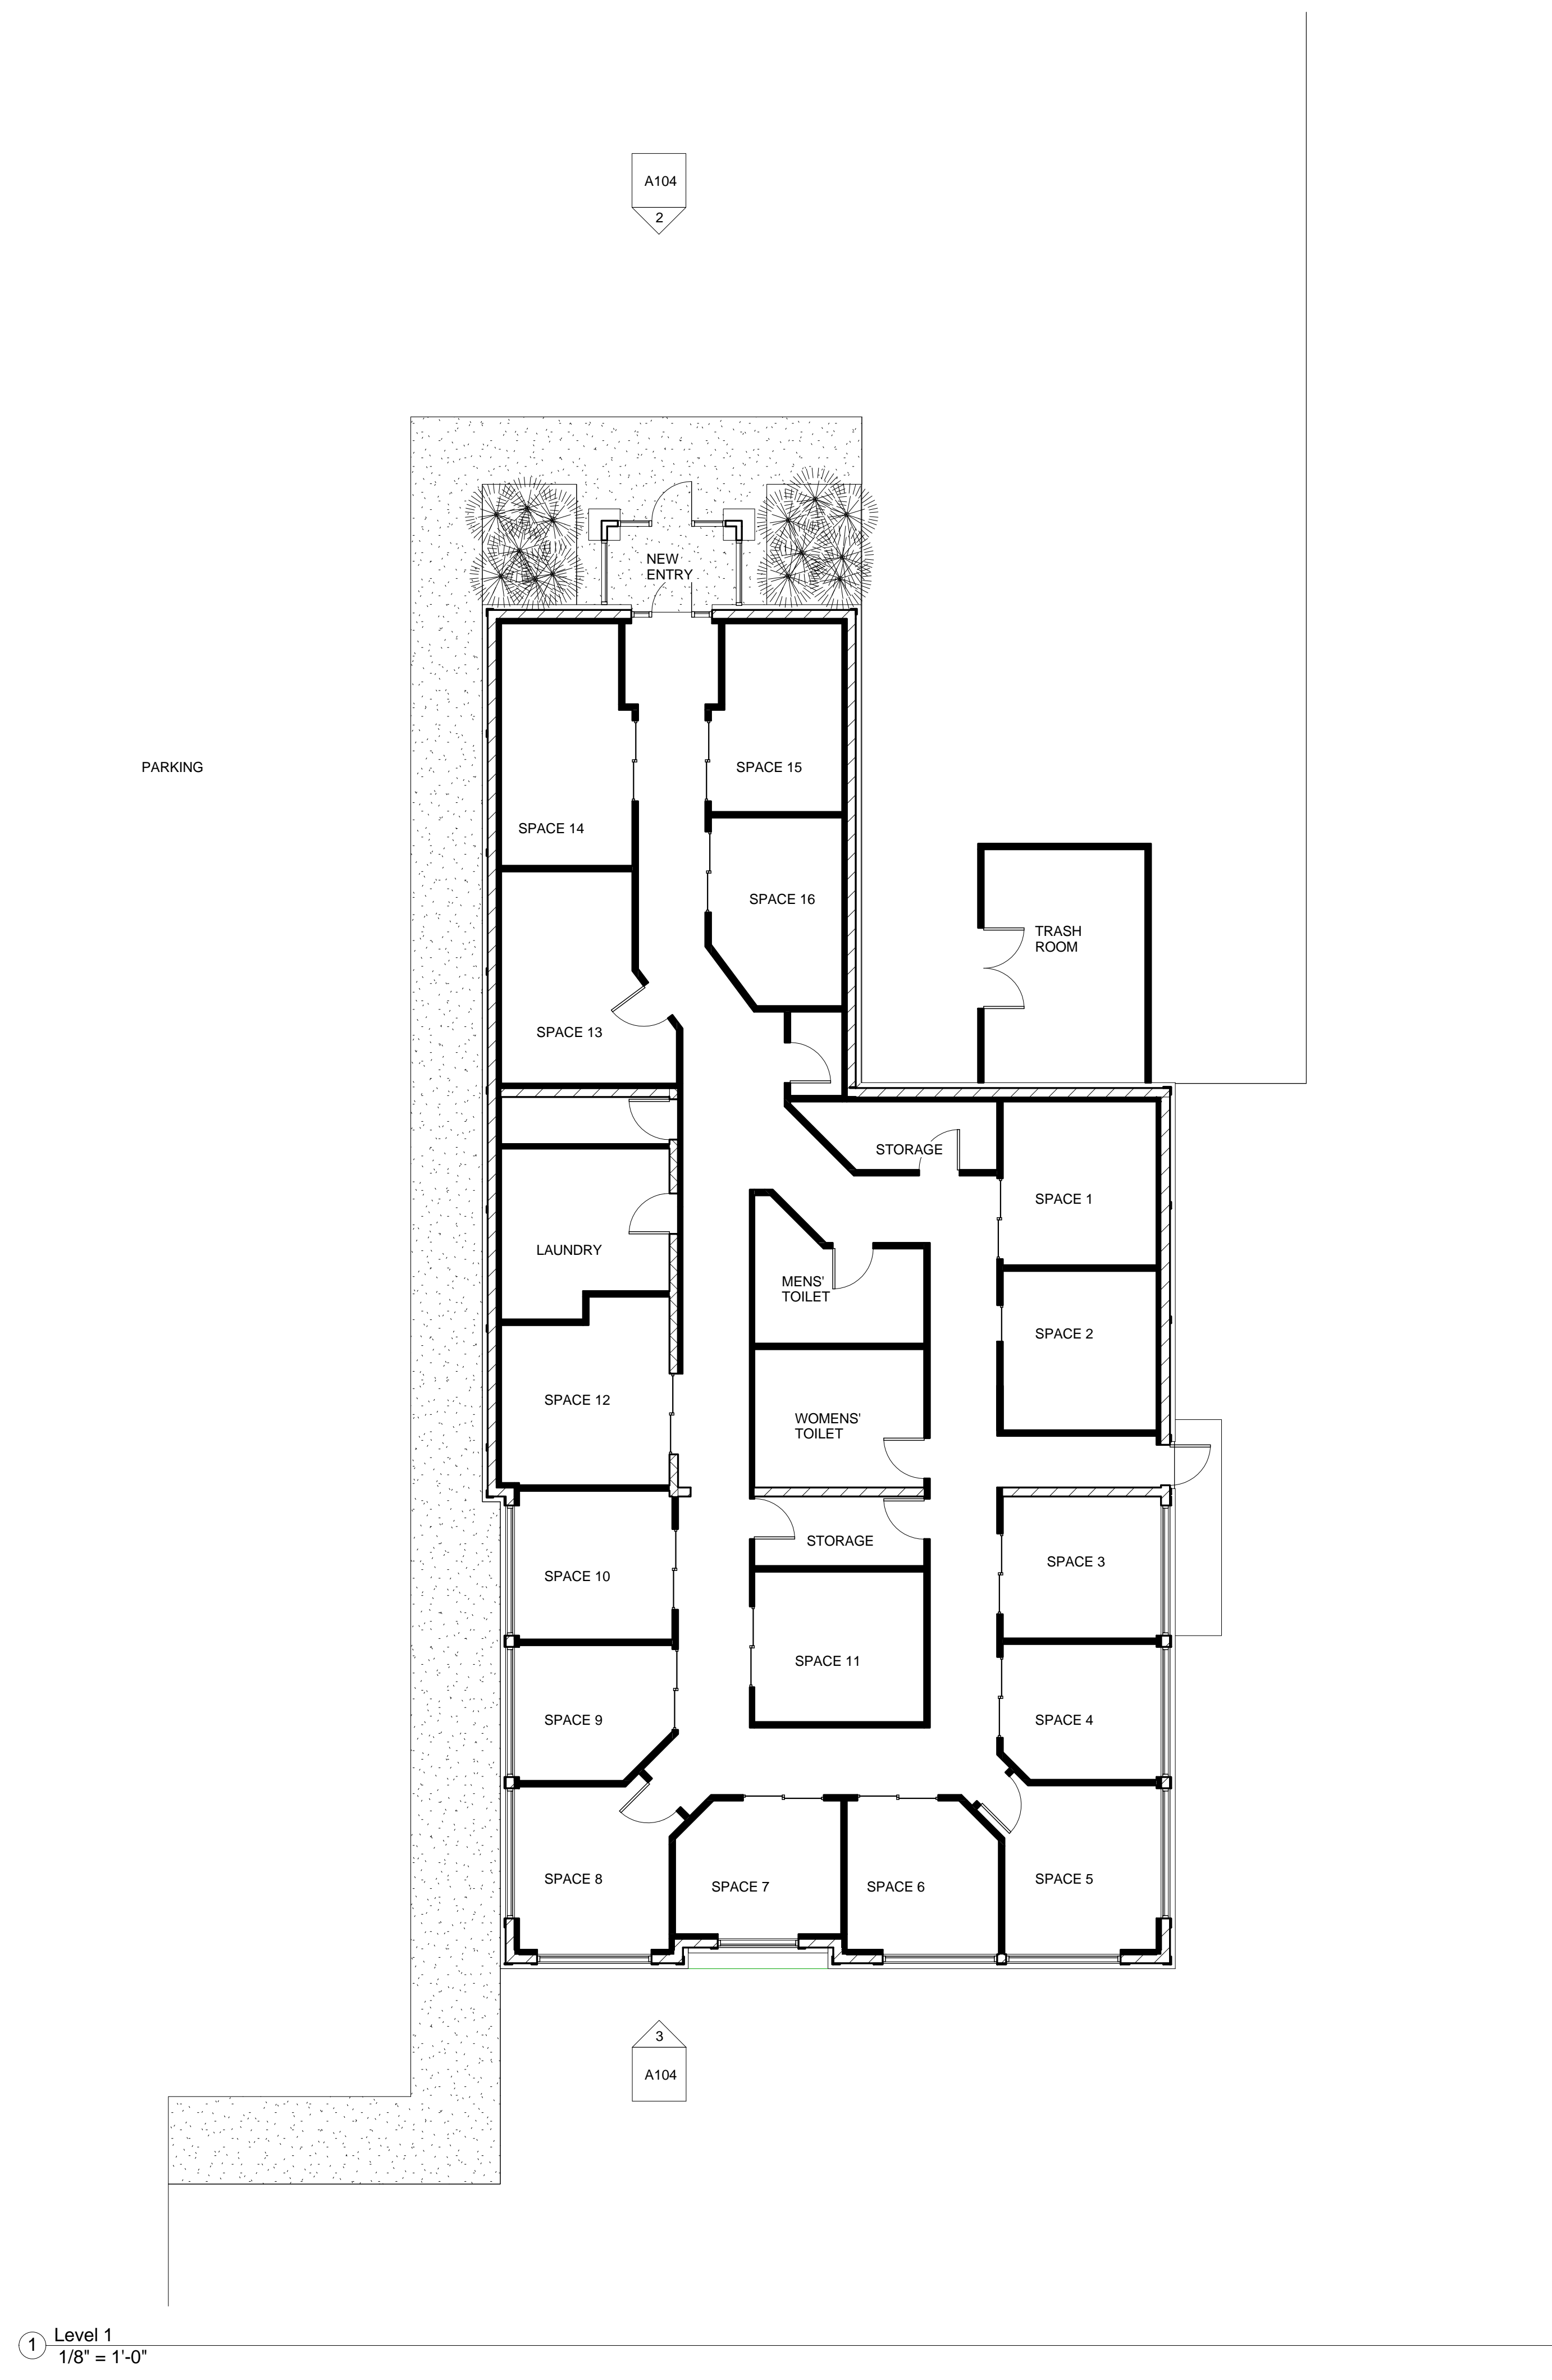 A104
2
NEW
ENTRY
PARKING
SPACE 15
SPACE 14
SPACE 16
TRASH
ROOM
SPACE 13
STORAGE
SPACE 1
LAUNDRY
MENS'
TOILET
SPACE 2
SPACE 12
WOMENS'
TOILET
STORAGE
SPACE 3
SPACE 10
SPACE 11
SPACE 9
SPACE 4
SPACE 8
SPACE 7
SPACE 6
SPACE 5
3
A104
1
Level 1
1/8" = 1'-0"